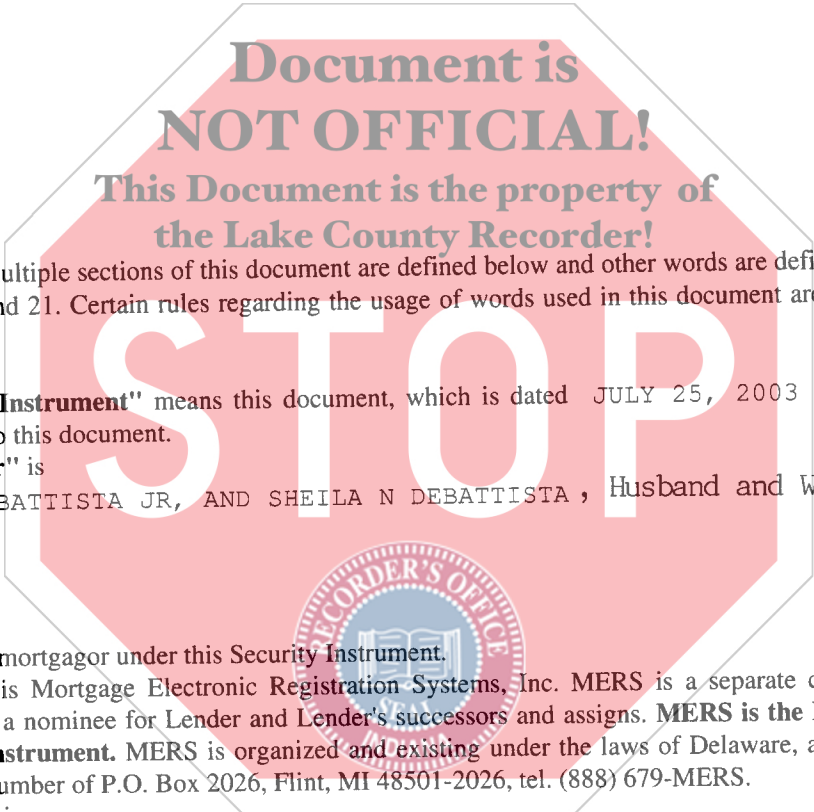 Document is
NOT OFFICIAL!
This Document is the property of
the Lake County Recorder!
ultiple sections of this document are defined below and other words are defi
nd 21. Certain rules regarding the usage of words used in this document are
STOP
Instrument" means this document, which is dated JULY 25, 2003
o this document.
r" is
BATTISTA JR, AND SHEILA N DEBATTISTA, Husband and W
RECORDER'S OFFICE
mortgagor under this Security Instrument.
is Mortgage Electronic Registration Systems, Inc. MERS is a separate c
a nominee for Lender and Lender's successors and assigns. MERS is the
SEAL
nstrument. MERS is organized and existing under the laws of Delaware, a
INDIANA
umber of P.O. Box 2026, Flint, MI 48501-2026, tel. (888) 679-MERS.